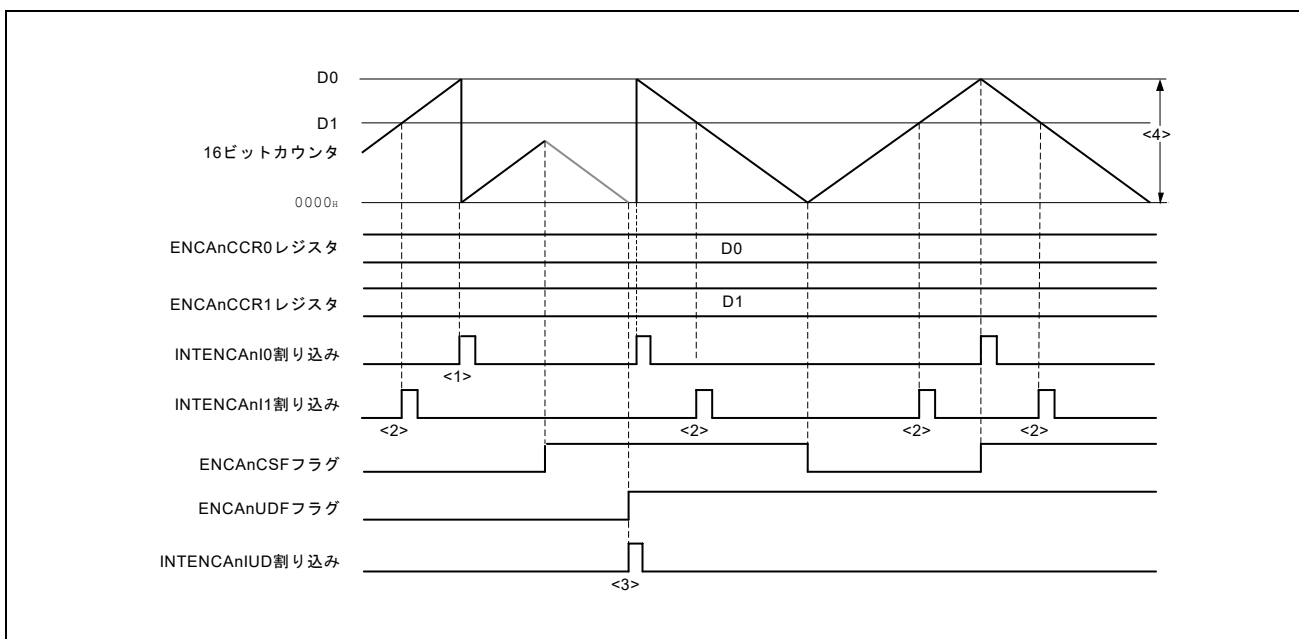 D0
D1
<4>
16ビットカウンタ
0000H
ENCAnCCR0レジスタ
D0
ENCAnCCR1レジスタ
D1
INTENCAnI0割り込み
<1>
INTENCAnI1割り込み
<2>
<2>
<2>
<2>
ENCAnCSFフラグ
ENCAnUDFフラグ
INTENCAnIUD割り込み
<3>